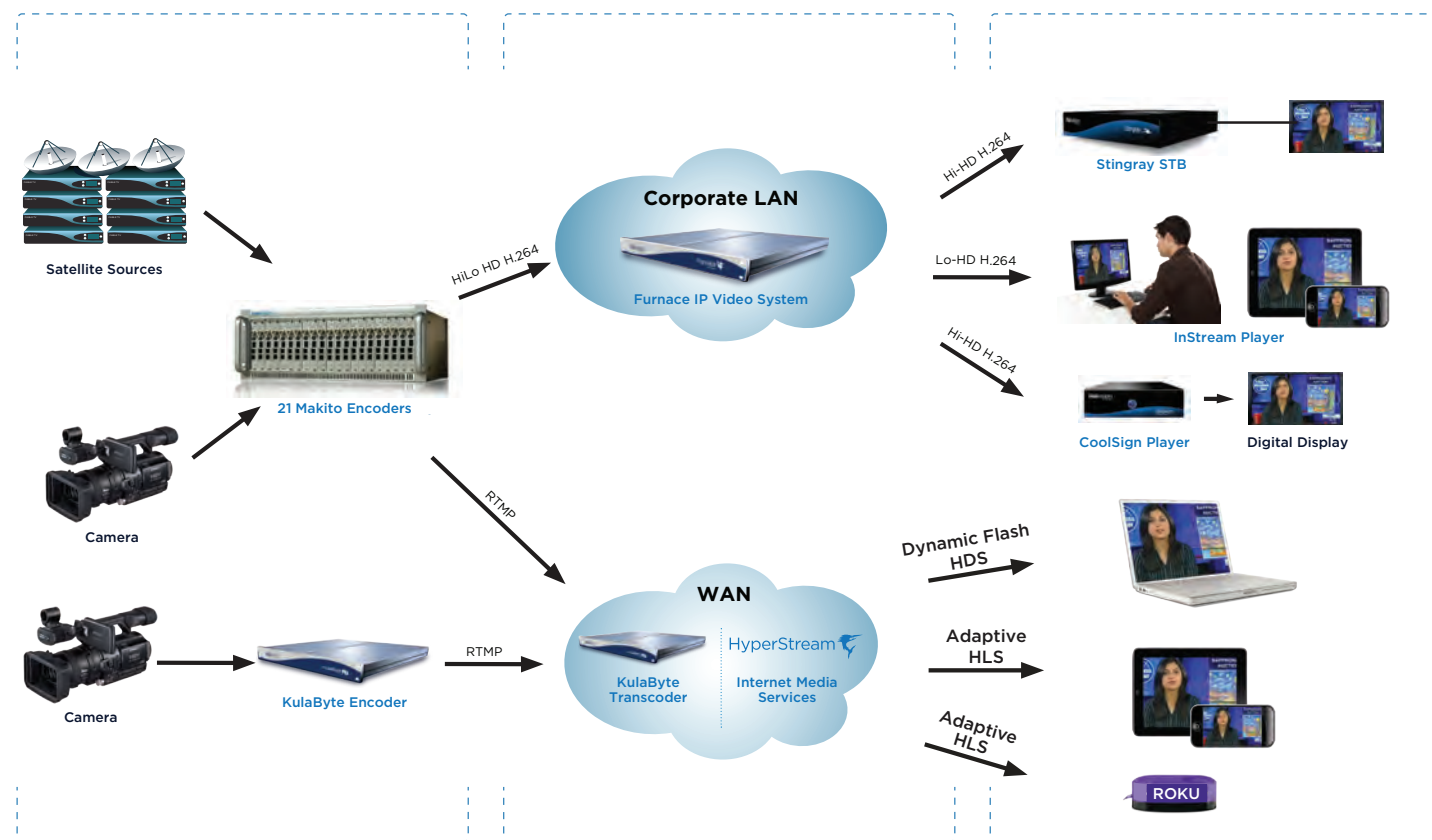 Satellite Sources
21 Makito Encoders
Camera
Camera
KulaByte Encoder
HiLo HD H.264
RTMP
RTMP
Corporate LAN
Furnace IP Video System
WAN
KulaByte
Transcoder
HyperStream
Internet Media
Services
Hi-HD H.264
Lo-HD H.264
Hi-HD H.264
Stingray STB
InStream Player
CoolSign Player
Digital Display
Dynamic Flash
HDS
Adaptive
HLS
Adaptive
HLS
ROKU